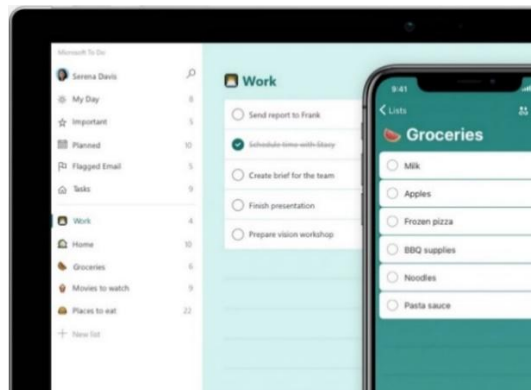 Microsoft To Do
Serena Davis
My Day 8
Important 5
Planned 10
Flagged Email 5
Tasks 9
Work 4
Home 10
Groceries 6
Movies to watch 9
Places to eat 22
New list
Work
Send report to Frank
Schedule time with Stacy
Create brief for the team
Finish presentation
Prepare vision workshop
9:41
Lists
Groceries
Milk
Apples
Frozen pizza
BBQ supplies
Noodles
Pasta sauce